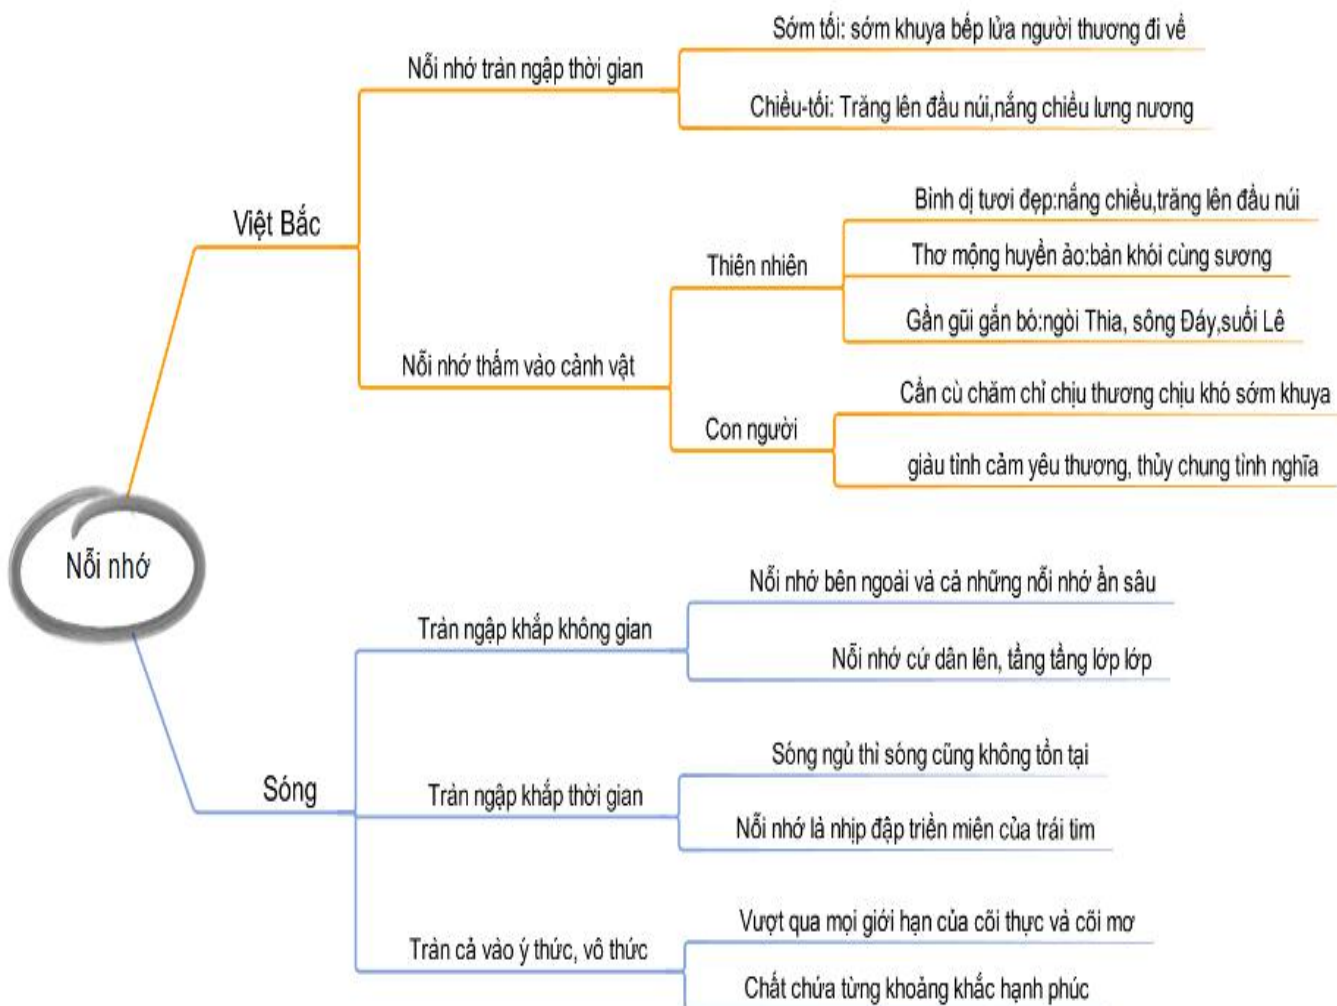 Nỗi nhớ
Việt Bắc
Nỗi nhớ tràn ngập thời gian
Sớm tối: sớm khuya bếp lửa người thương đi về
Chiều-tối: Trăng lên đầu núi,nắng chiều lưng nương
Nỗi nhớ thấm vào cảnh vật
Thiên nhiên
Bình dị tươi đẹp:nắng chiều,trăng lên đầu núi
Thơ mộng huyền ảo:bản khói cùng sương
Gần gũi gắn bó:ngòi Thia, sông Đáy,suối Lê
Con người
Cần cù chăm chỉ chịu thương chịu khó sớm khuya
giàu tình cảm yêu thương, thủy chung tình nghĩa
Sóng
Tràn ngập khắp không gian
Nỗi nhớ bên ngoài và cả những nỗi nhớ ẩn sâu
Nỗi nhớ cứ dân lên, tầng tầng lớp lớp
Tràn ngập khắp thời gian
Sóng ngủ thì sóng cũng không tồn tại
Nỗi nhớ là nhịp đập triền miên của trái tim
Tràn cả vào ý thức, vô thức
Vượt qua mọi giới hạn của cõi thực và cõi mơ
Chất chứa từng khoảng khắc hạnh phúc